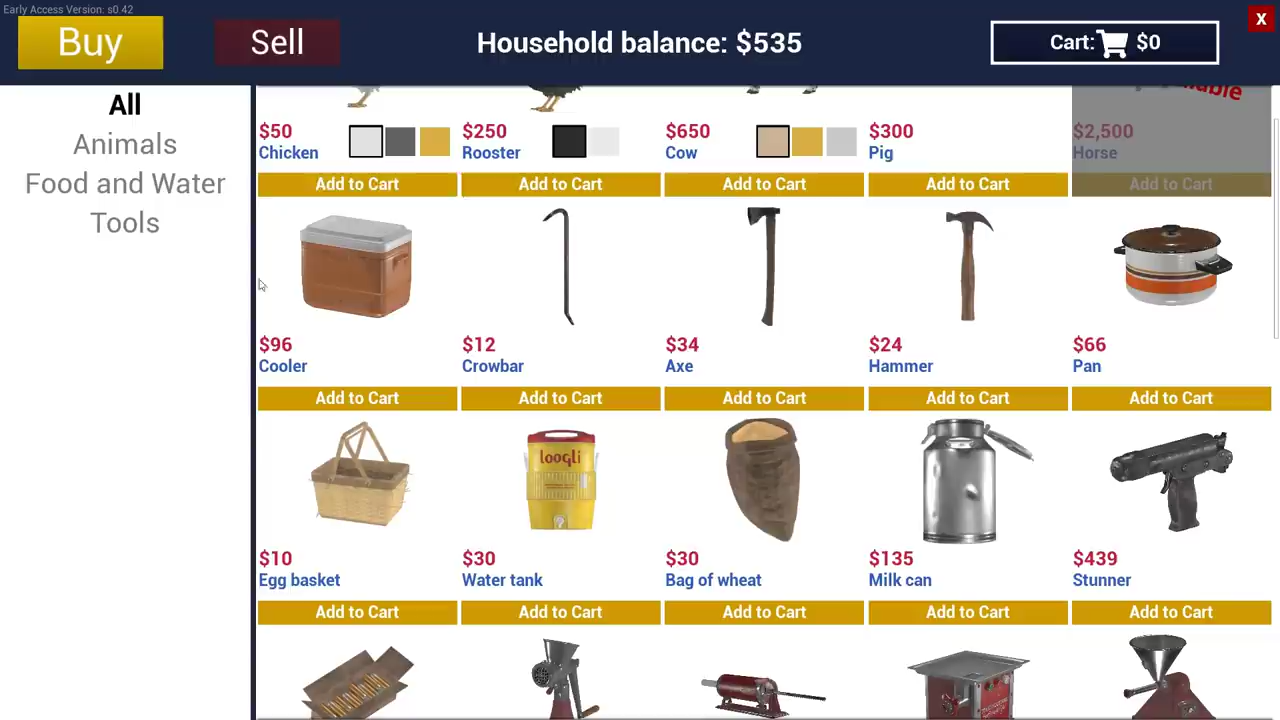 Early Access Version: s0.42
Buy
Sell
Household balance: $535
Cart: $0
X
All
Animals
Food and Water
Tools
$50
Chicken
$250
Rooster
$650
Cow
$300
Pig
$2,500
Horse
Add to Cart
Add to Cart
Add to Cart
Add to Cart
Add to Cart
$96
Cooler
$12
Crowbar
$34
Axe
$24
Hammer
$66
Pan
Add to Cart
Add to Cart
Add to Cart
Add to Cart
Add to Cart
loogli
$10
Egg basket
$30
Water tank
$30
Bag of wheat
$135
Milk can
$439
Stunner
Add to Cart
Add to Cart
Add to Cart
Add to Cart
Add to Cart